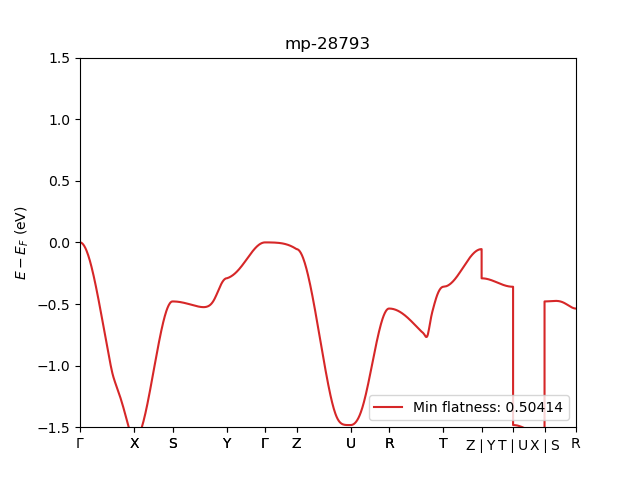 mp-28793
1.5
1.0
0.5
0.0
−0.5
−1.0
−1.5
E − E_F (eV)
Min flatness: 0.50414
Γ X S Y Γ Z U R T Z | Y T | U X | S R